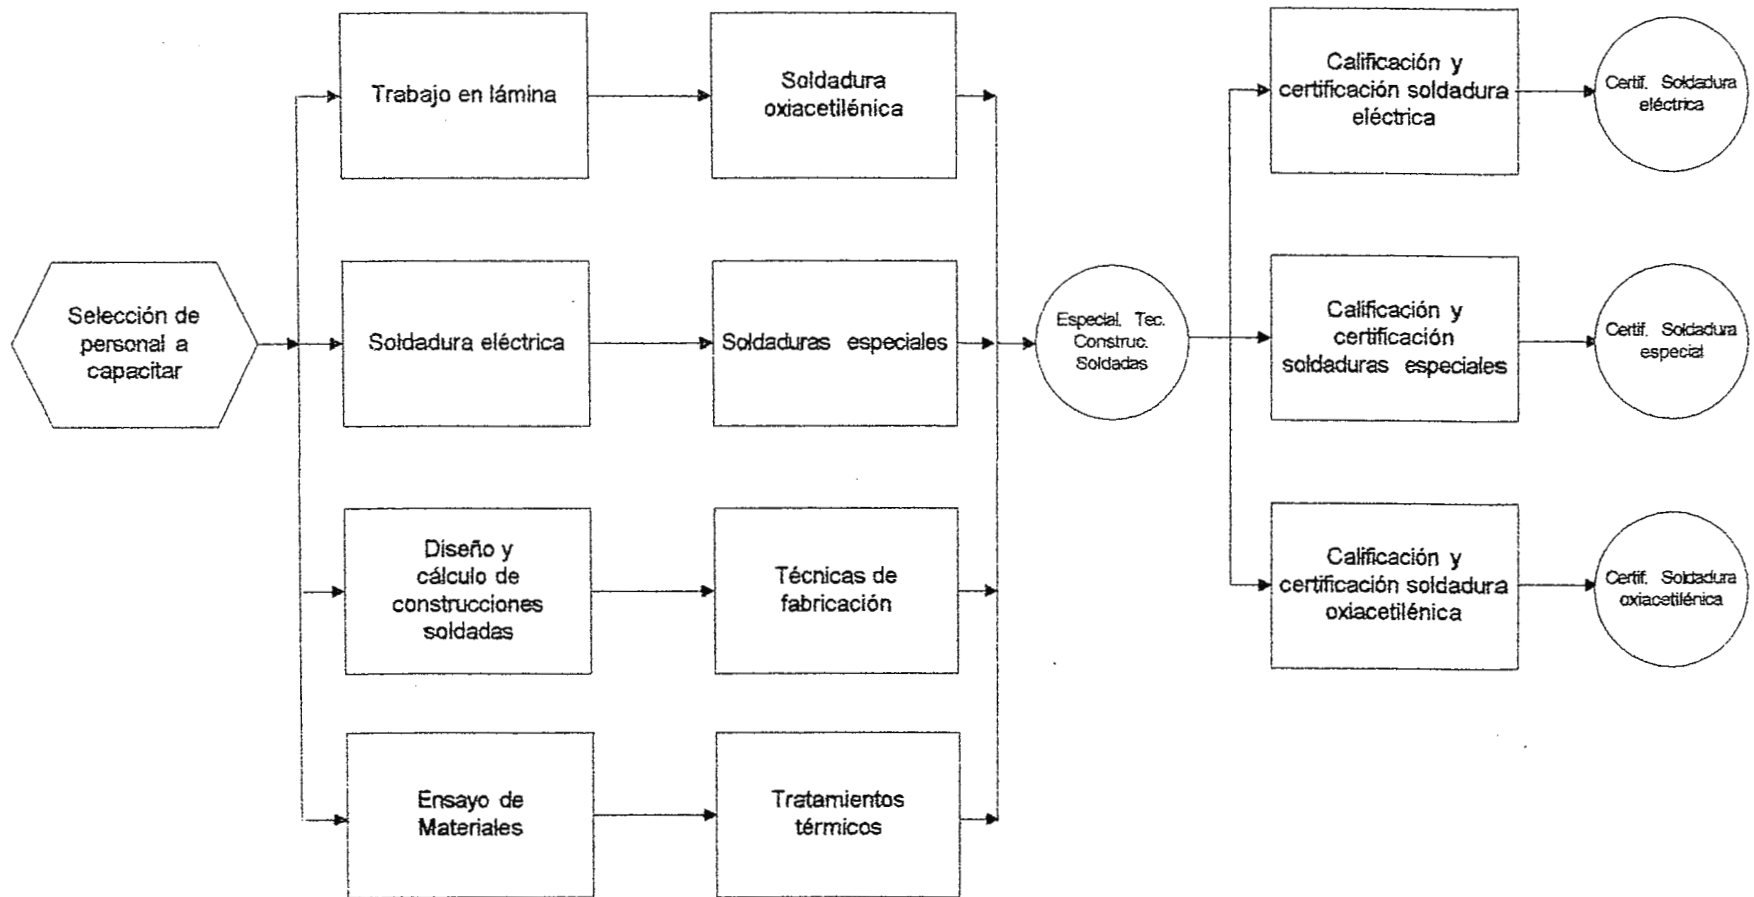 Trabajo en lámina
Soldadura
oxiacetilénica
Calificación y
certificación soldadura
eléctrica
Certif. Soldadura
eléctrica
Selección de
personal a
capacitar
Soldadura eléctrica
Soldaduras especiales
Especial. Tec.
Construc.
Soldadas
Calificación y
certificación
soldaduras especiales
Certif. Soldadura
especial
Diseño y
cálculo de
construcciones
soldadas
Técnicas de
fabricación
Calificación y
certificación soldadura
oxiacetilénica
Certif. Soldadura
oxiacetilénica
Ensayo de
Materiales
Tratamientos
térmicos